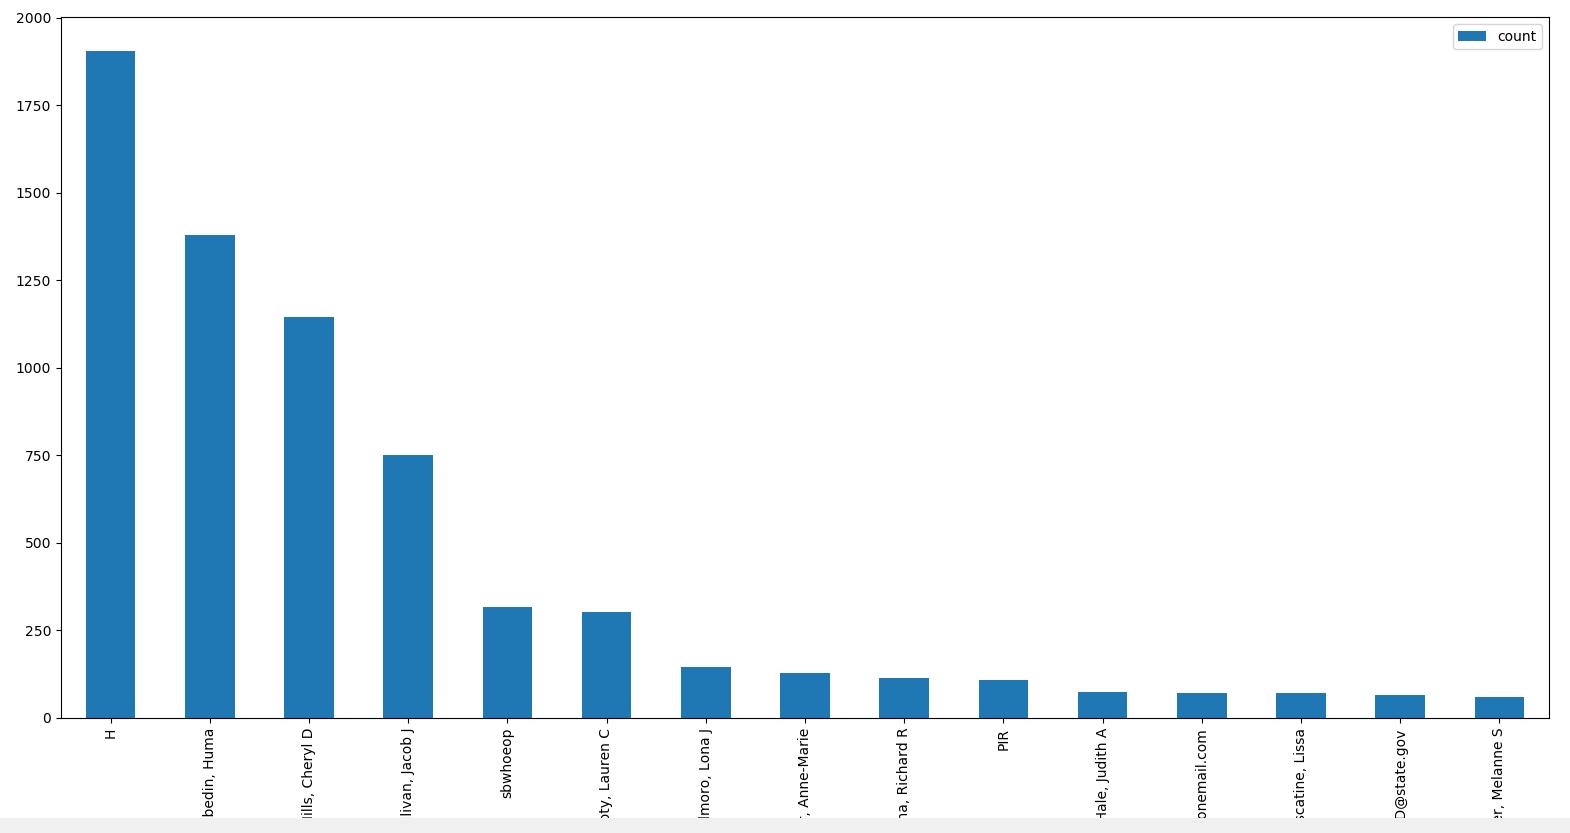 2000
1750
1500
1250
1000
750
500
250
0
count
H
bedin, Huma
ills, Cheryl D
livan, Jacob J
sbwhoeop
oty, Lauren C
lmoro, Lona J
, Anne-Marie
na, Richard R
PIR
Hale, Judith A
onemail.com
scatine, Lissa
D@state.gov
er, Melanne S